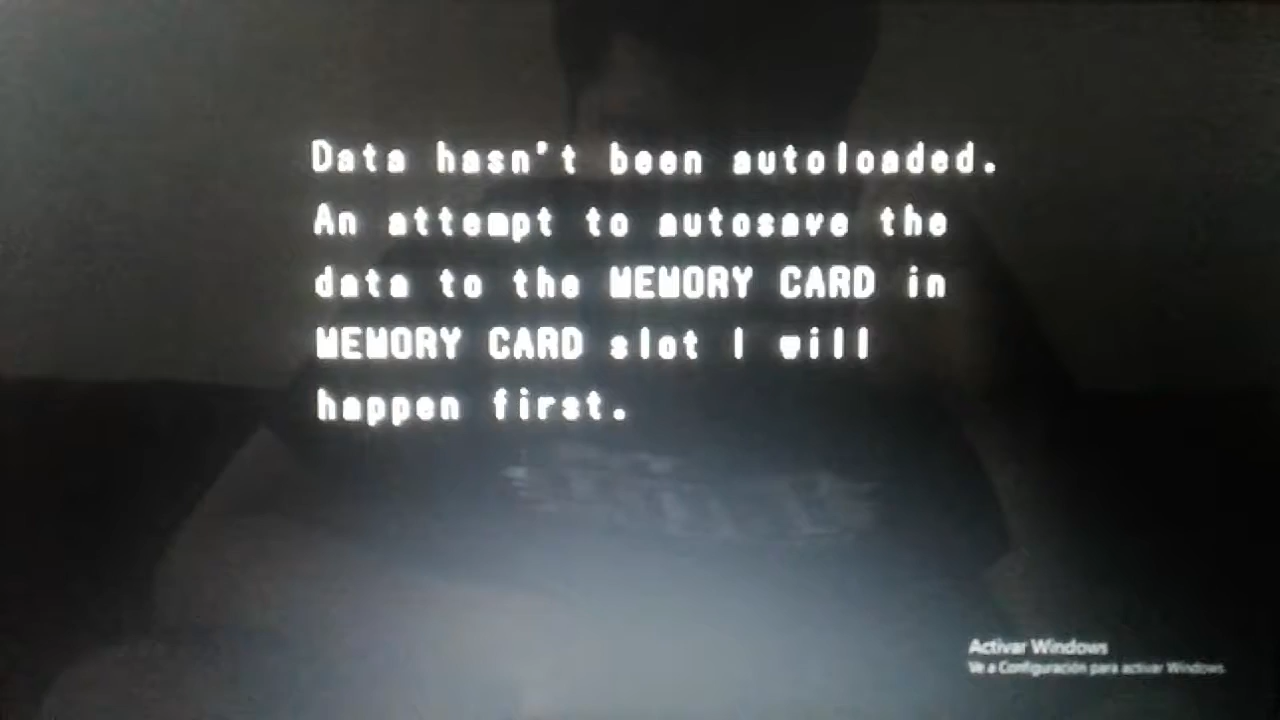 Data hasn't been autoloaded.
An attempt to autosave the
data to the MEMORY CARD in
MEMORY CARD slot 1 will
happen first.
Activar Windows
Ve a Configuración para activar Windows